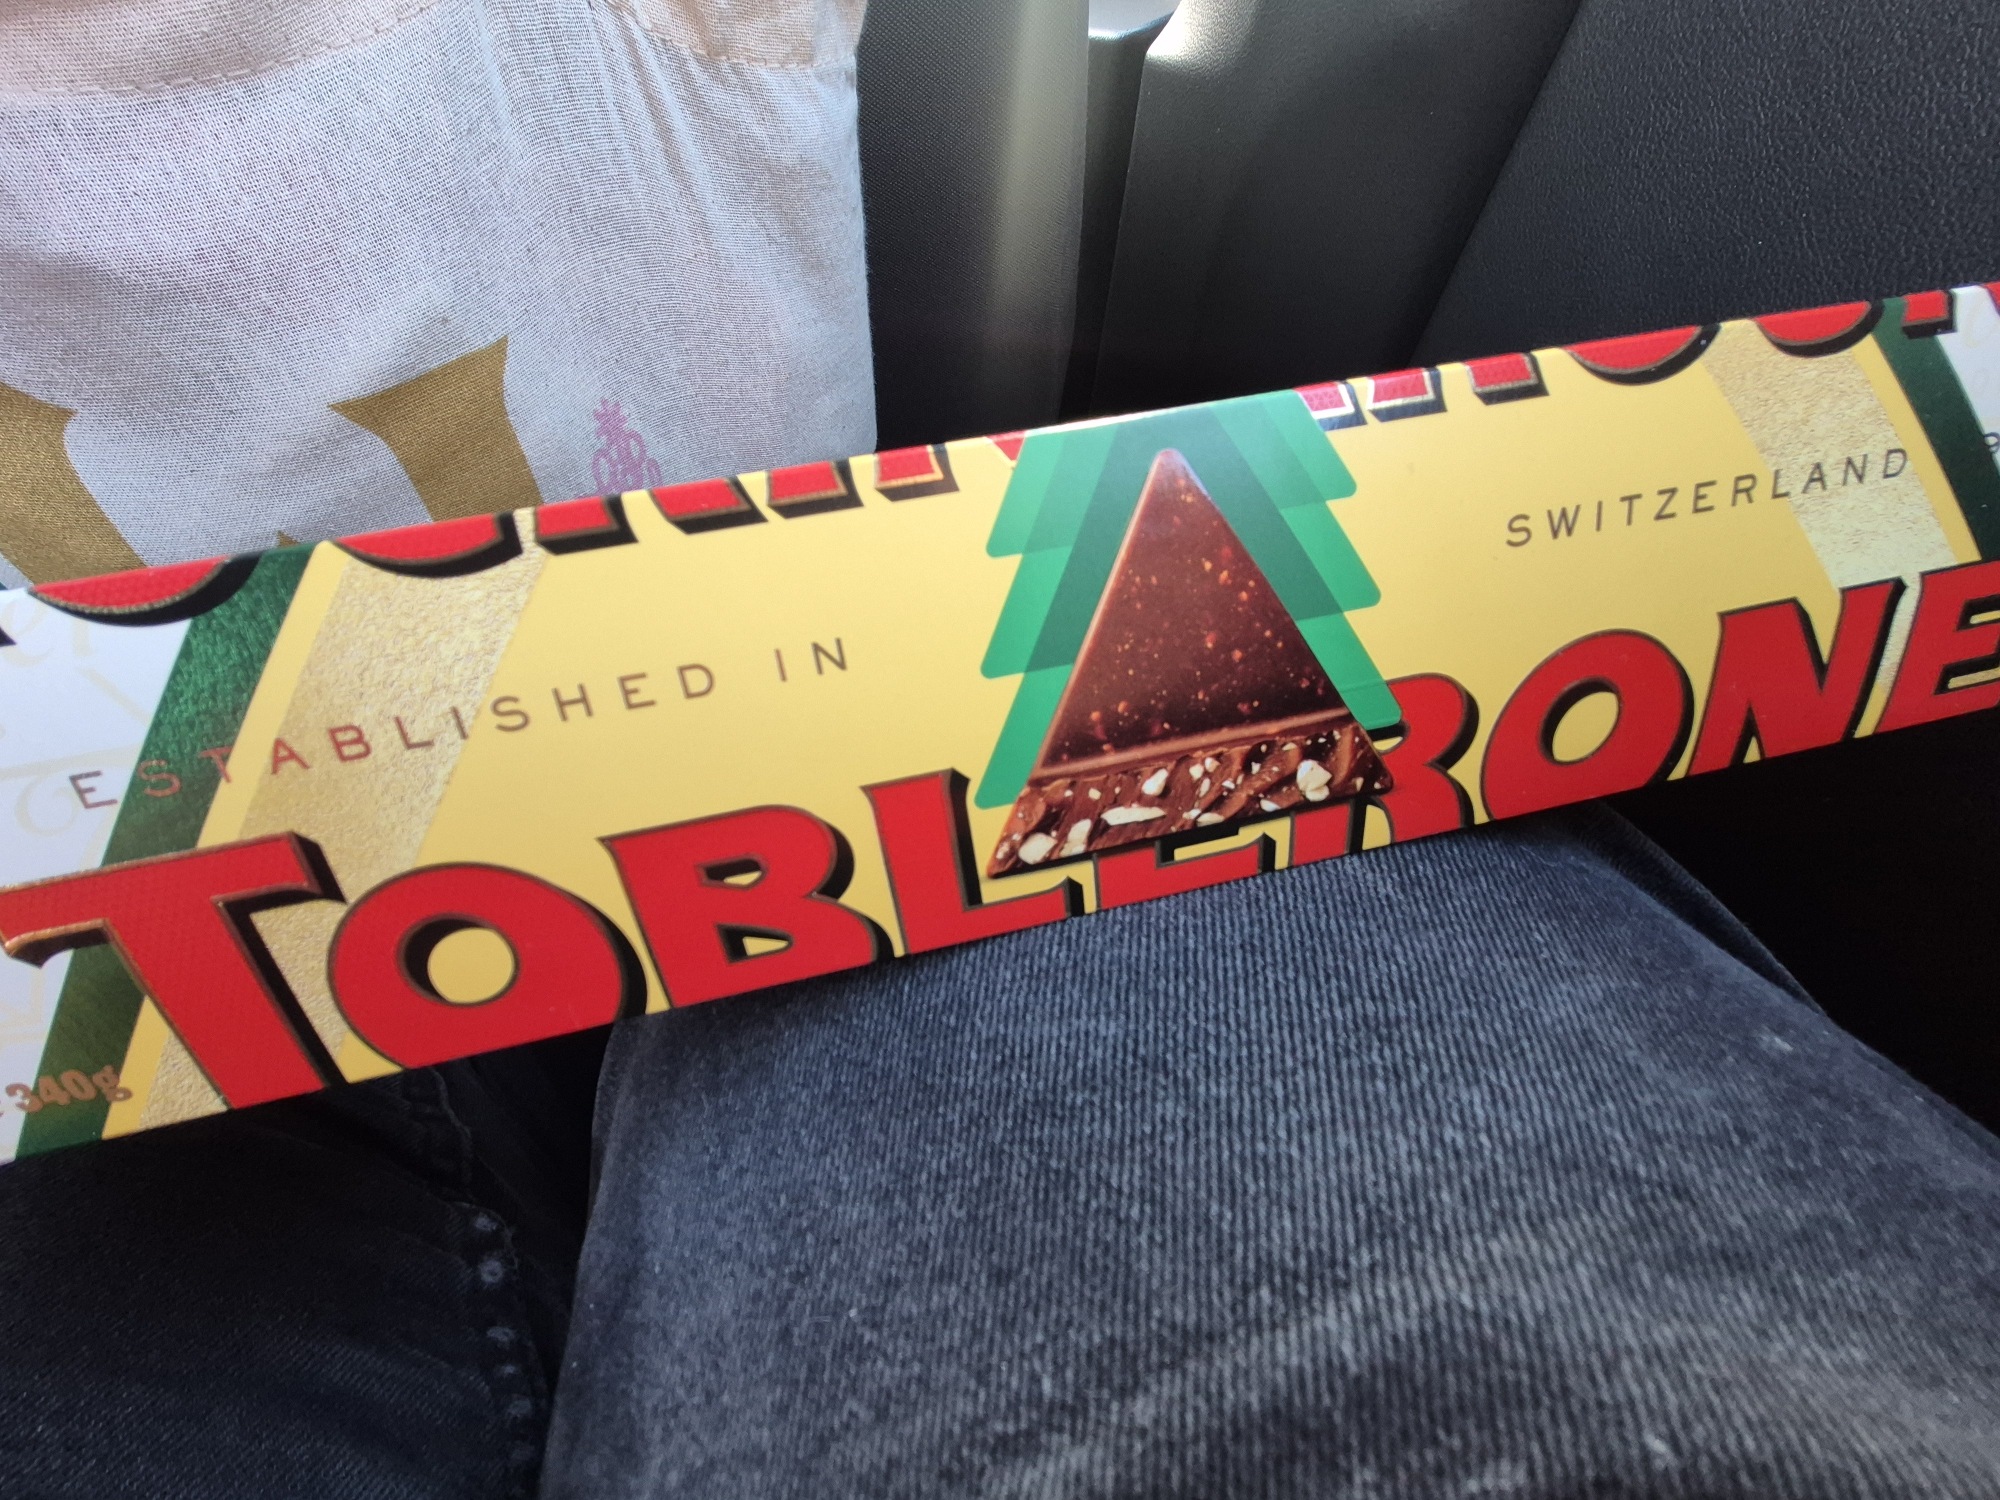 ESTABLISHED IN
SWITZERLAND
TOBLERONE
340g